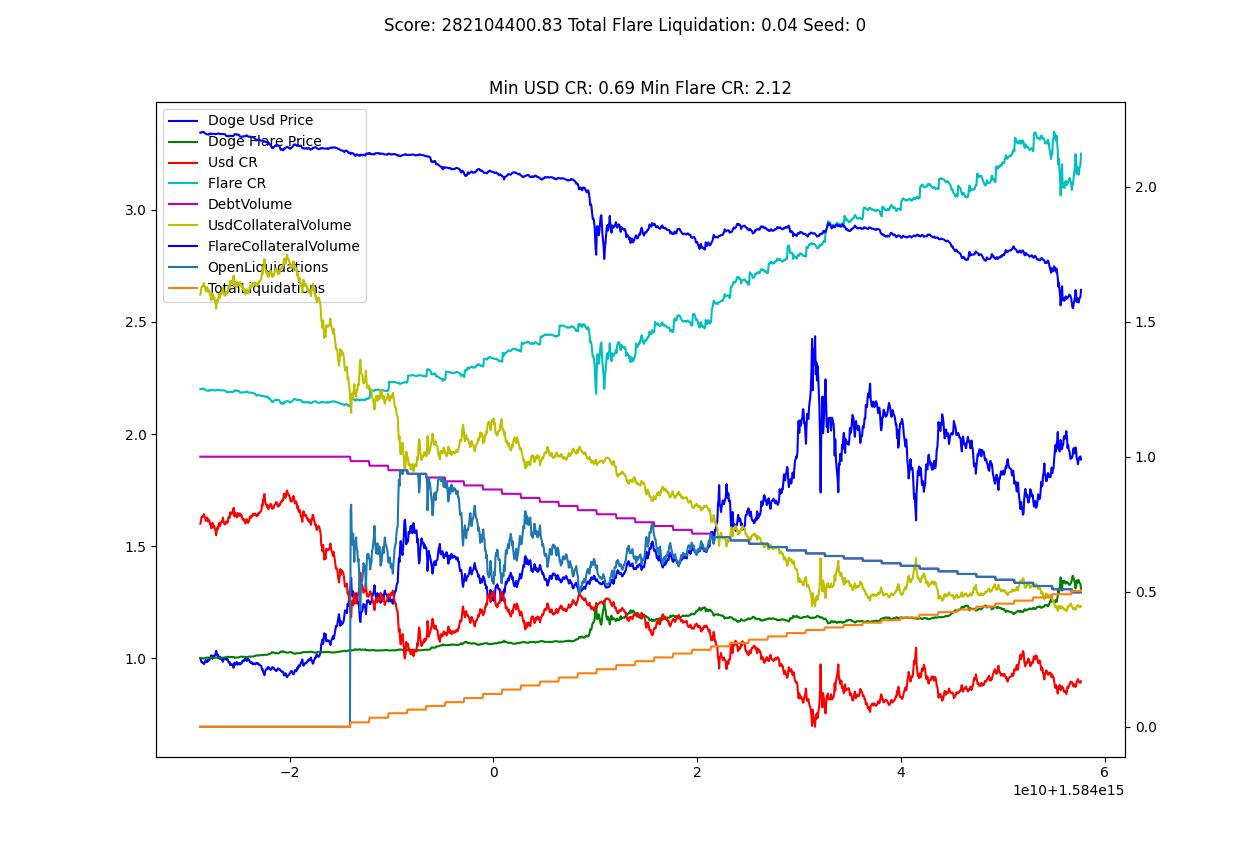 Score: 282104400.83 Total Flare Liquidation: 0.04 Seed: 0
Min USD CR: 0.69 Min Flare CR: 2.12
Doge Usd Price
Doge Flare Price
Usd CR
Flare CR
DebtVolume
UsdCollateralVolume
FlareCollateralVolume
OpenLiquidations
TotalLiquidations
3.0
2.5
2.0
1.5
1.0
2.0
1.5
1.0
0.5
0.0
−2
0
2
4
6
1e10+1.584e15